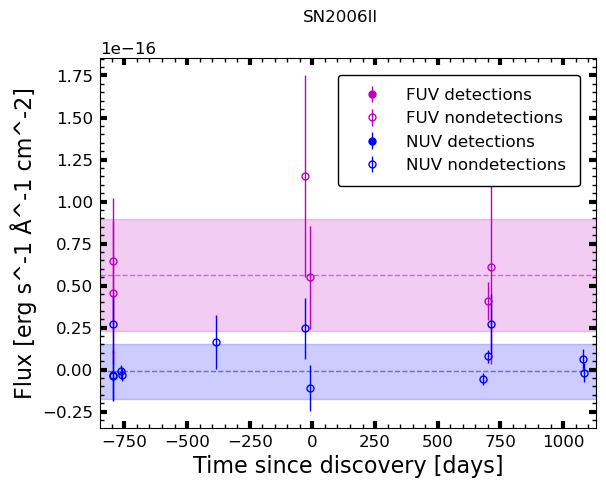 SN2006II
1e−16
1.75
1.50
1.25
1.00
0.75
0.50
0.25
0.00
−0.25
Flux [erg s^-1 Å^-1 cm^-2]
FUV detections
FUV nondetections
NUV detections
NUV nondetections
−750 −500 −250 0 250 500 750 1000
Time since discovery [days]